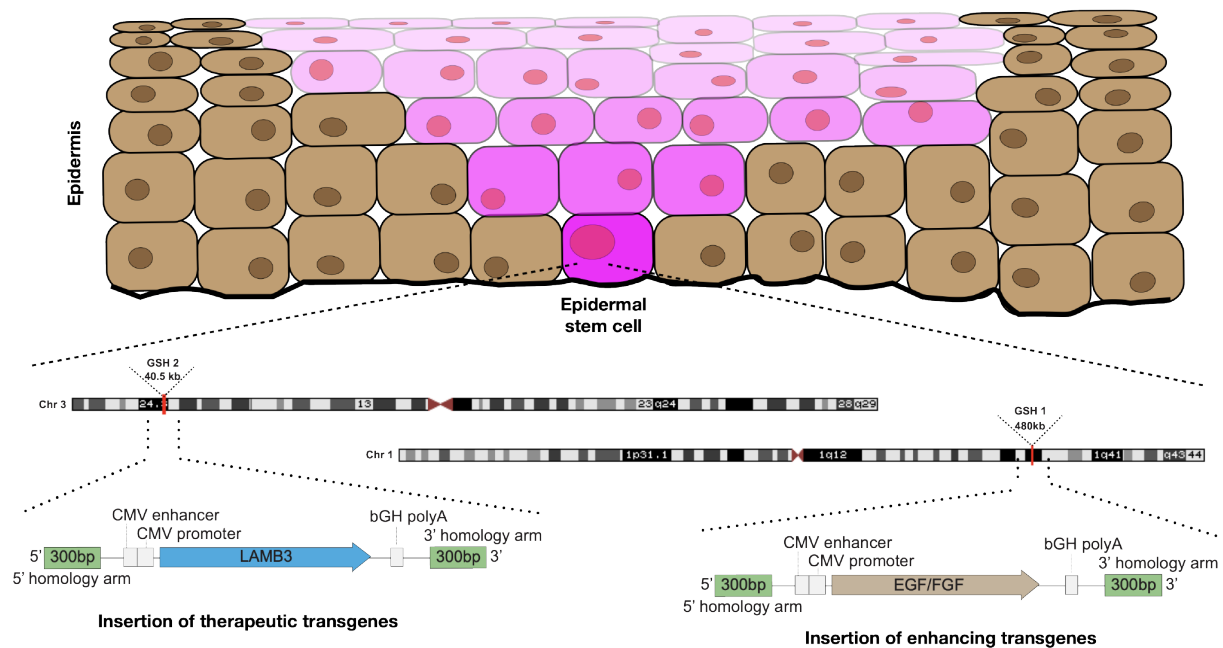 Epidermis
Epidermal
stem cell
GSH 2
40.5 kb
Chr 3
24.
13
23 q24
28 q29
GSH 1
480kb
Chr 1
1p31.1
1q12
1q41
q43 44
CMV enhancer
CMV promoter
bGH polyA
3’ homology arm
5’ 300bp
LAMB3
300bp 3’
5’ homology arm
Insertion of therapeutic transgenes
CMV enhancer
CMV promoter
bGH polyA
3’ homology arm
5’ 300bp
EGF/FGF
300bp 3’
5’ homology arm
Insertion of enhancing transgenes